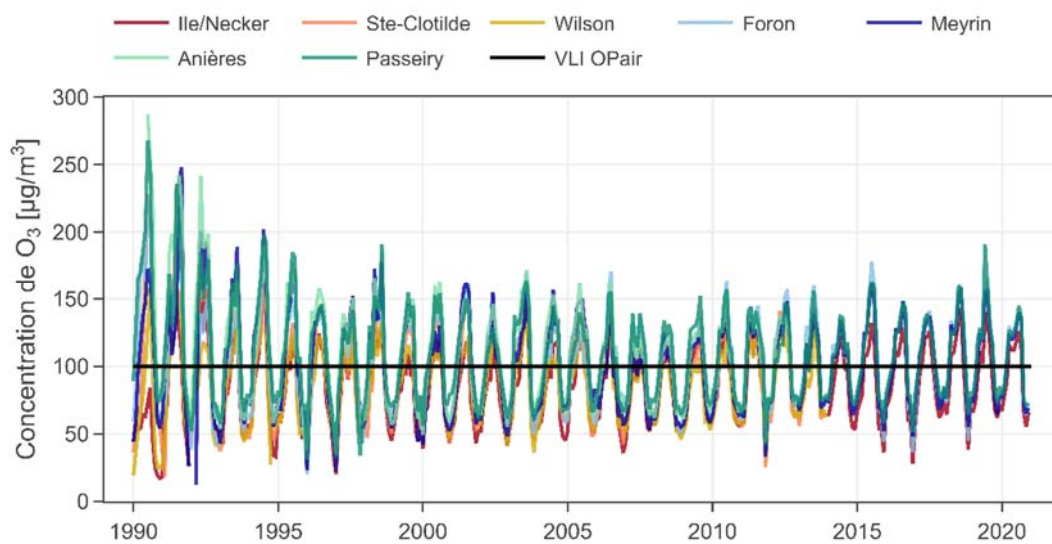 Ile/Necker Ste-Clotilde Wilson Foron Meyrin
Anières Passeiry VLI OPair
Concentration de O₃ [µg/m³]
300
250
200
150
100
50
0
1990 1995 2000 2005 2010 2015 2020